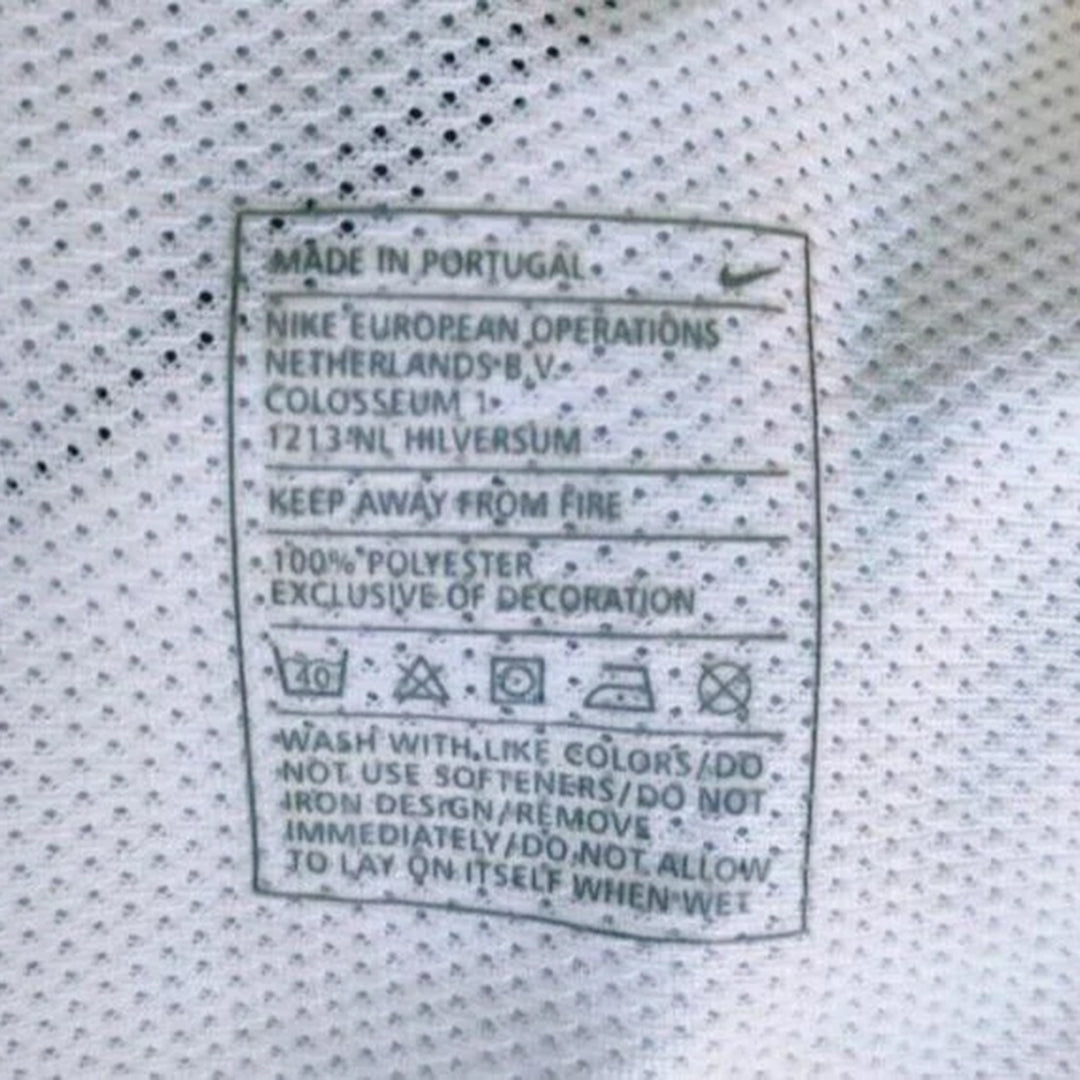 MADE IN PORTUGAL
NIKE EUROPEAN OPERATIONS
NETHERLANDS B.V.
COLOSSEUM 1
1213 NL HILVERSUM
KEEP AWAY FROM FIRE
100% POLYESTER
EXCLUSIVE OF DECORATION
40
WASH WITH LIKE COLORS/DO
NOT USE SOFTENERS/DO NOT
IRON DESIGN/REMOVE
IMMEDIATELY/DO NOT ALLOW
TO LAY ON ITSELF WHEN WET